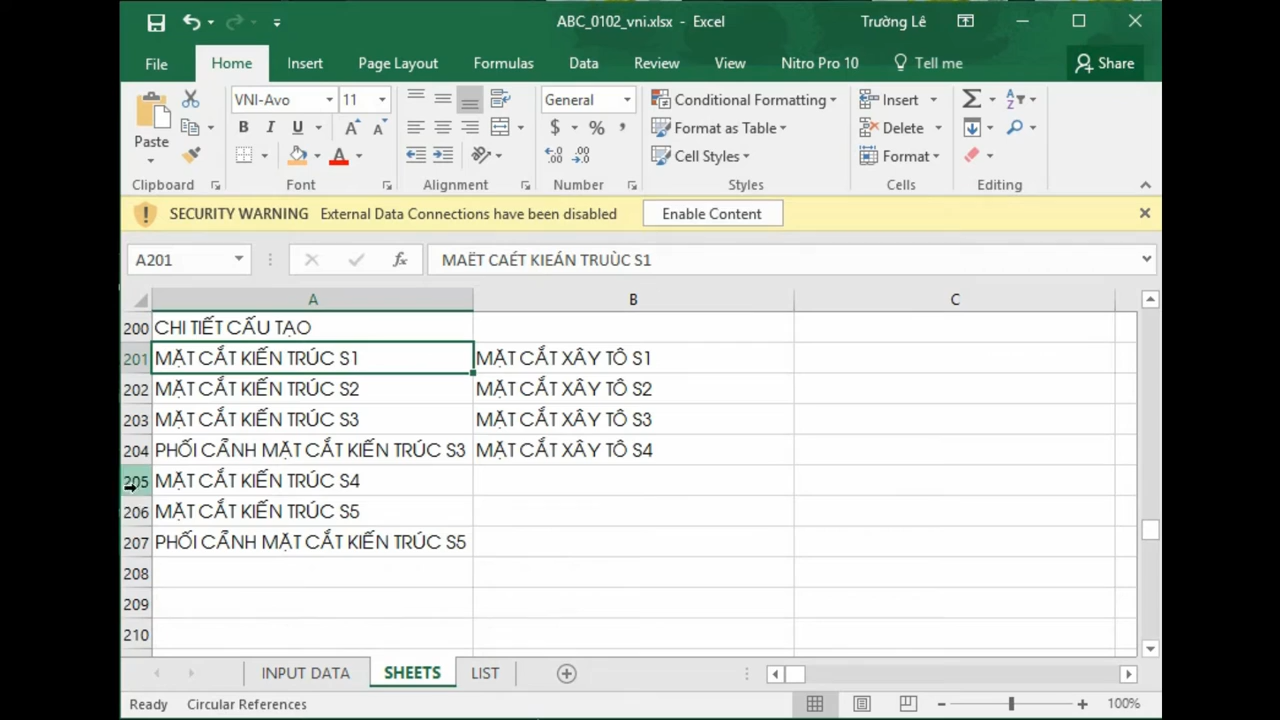 ABC_0102_vni.xlsx - Excel
Trường Lê
File Home Insert Page Layout Formulas Data Review View Nitro Pro 10 Tell me Share
Paste
VNI-Avo 11
B I U
General
$ % ,
Conditional Formatting
Format as Table
Cell Styles
Insert
Delete
Format
Clipboard Font Alignment Number Styles Cells Editing
SECURITY WARNING External Data Connections have been disabled Enable Content
A201 fx MAËT CAÉT KIEÁN TRUÙC S1
A B C
200 CHI TIẾT CẤU TẠO
201 MẶT CẮT KIẾN TRÚC S1 MẶT CẮT XÂY TÔ S1
202 MẶT CẮT KIẾN TRÚC S2 MẶT CẮT XÂY TÔ S2
203 MẶT CẮT KIẾN TRÚC S3 MẶT CẮT XÂY TÔ S3
204 PHỐI CẢNH MẶT CẮT KIẾN TRÚC S3 MẶT CẮT XÂY TÔ S4
205 MẶT CẮT KIẾN TRÚC S4
206 MẶT CẮT KIẾN TRÚC S5
207 PHỐI CẢNH MẶT CẮT KIẾN TRÚC S5
208
209
210
INPUT DATA SHEETS LIST
Ready Circular References 100%